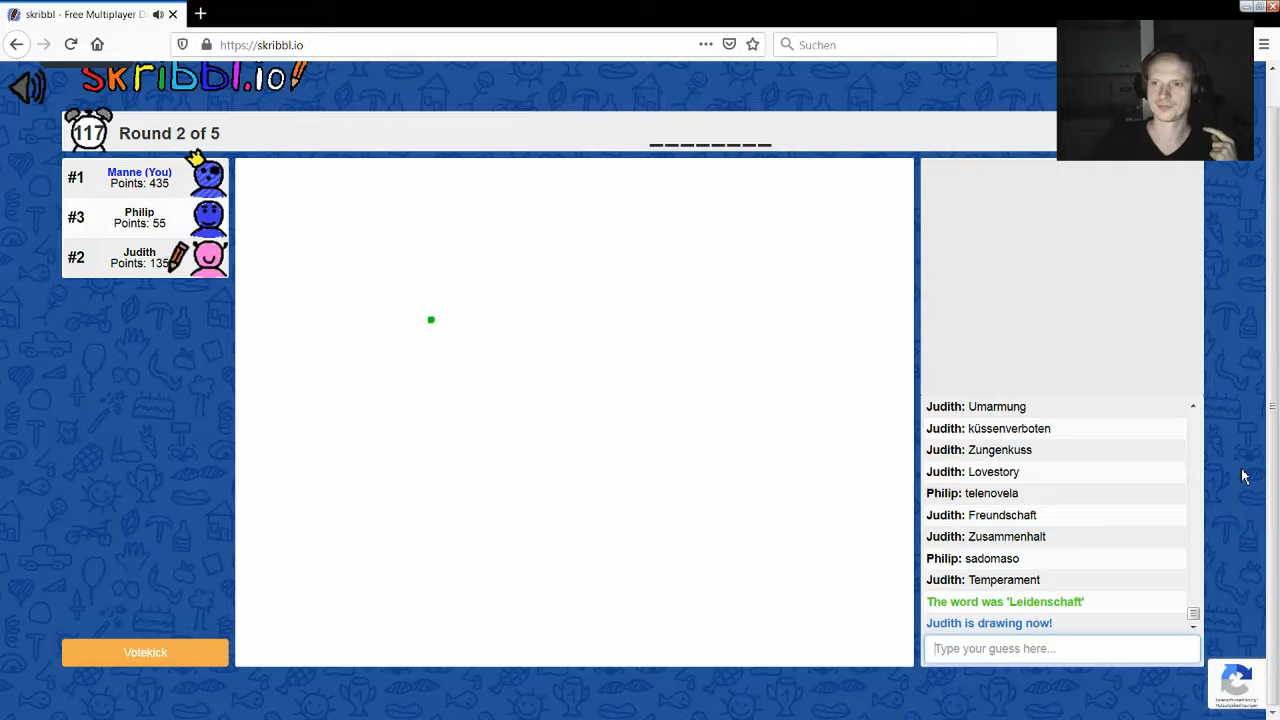 skribbl - Free Multiplayer D
https://skribbl.io
Suchen
skribbl.io
117 Round 2 of 5
#1 Manne (You)
Points: 435
#3 Philip
Points: 55
#2 Judith
Points: 135
Votekick
Judith: Umarmung
Judith: küssenverboten
Judith: Zungenkuss
Judith: Lovestory
Philip: telenovela
Judith: Freundschaft
Judith: Zusammenhalt
Philip: sadomaso
Judith: Temperament
The word was 'Leidenschaft'
Judith is drawing now!
Type your guess here...